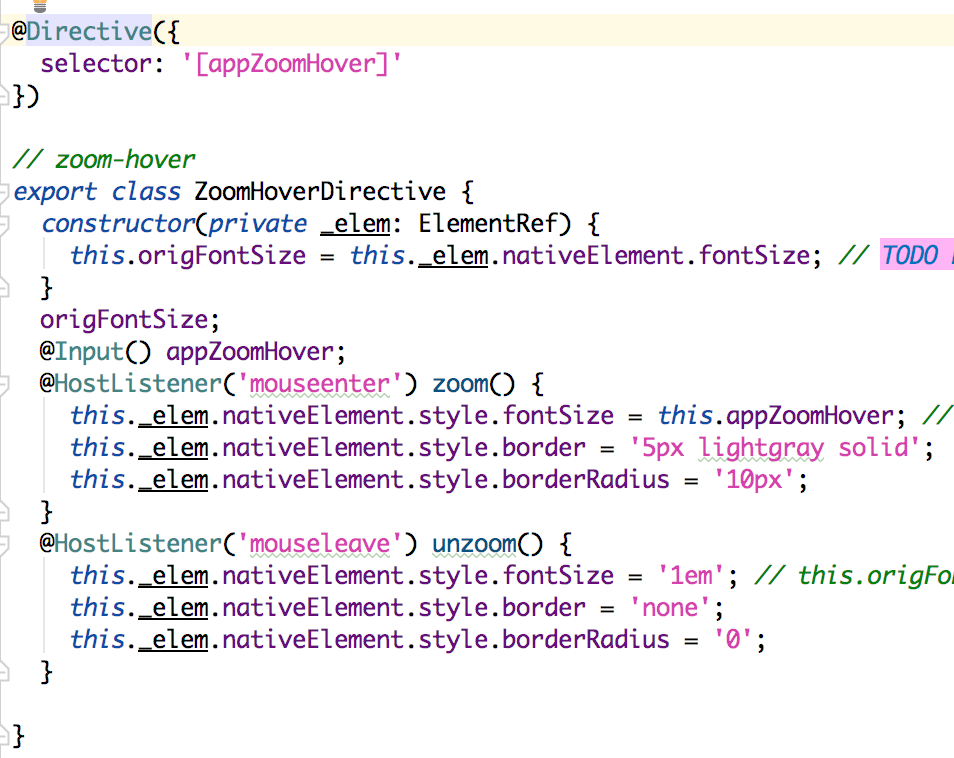 @Directive({
  selector: '[appZoomHover]'
})
// zoom-hover
export class ZoomHoverDirective {
  constructor(private _elem: ElementRef) {
    this.origFontSize = this._elem.nativeElement.fontSize; // TODO
  }
  origFontSize;
  @Input() appZoomHover;
  @HostListener('mouseenter') zoom() {
    this._elem.nativeElement.style.fontSize = this.appZoomHover; //
    this._elem.nativeElement.style.border = '5px lightgray solid';
    this._elem.nativeElement.style.borderRadius = '10px';
  }
  @HostListener('mouseleave') unzoom() {
    this._elem.nativeElement.style.fontSize = '1em'; // this.origFo
    this._elem.nativeElement.style.border = 'none';
    this._elem.nativeElement.style.borderRadius = '0';
  }
}